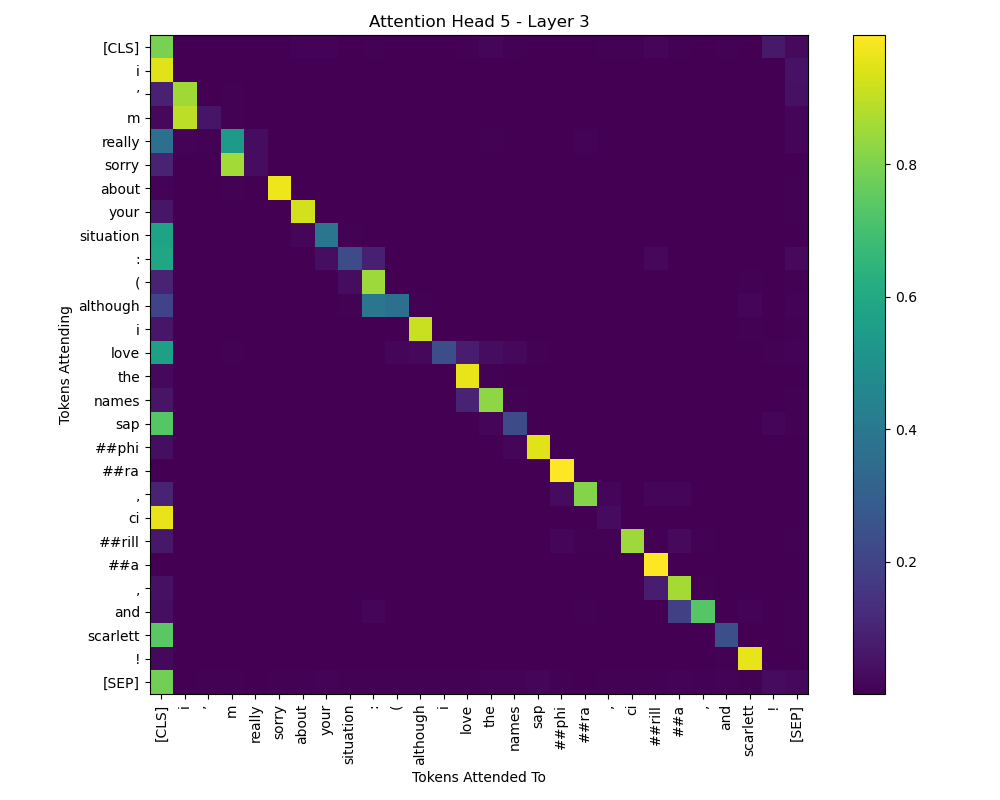 Attention Head 5 - Layer 3
[CLS]
i
’
m
really
sorry
about
your
situation
:
(
although
i
love
the
names
sap
##phi
##ra
,
ci
##rill
##a
,
and
scarlett
!
[SEP]
Tokens Attending
[CLS]
i
’
m
really
sorry
about
your
situation
:
(
although
i
love
the
names
sap
##phi
##ra
,
ci
##rill
##a
,
and
scarlett
!
[SEP]
Tokens Attended To
0.8
0.6
0.4
0.2